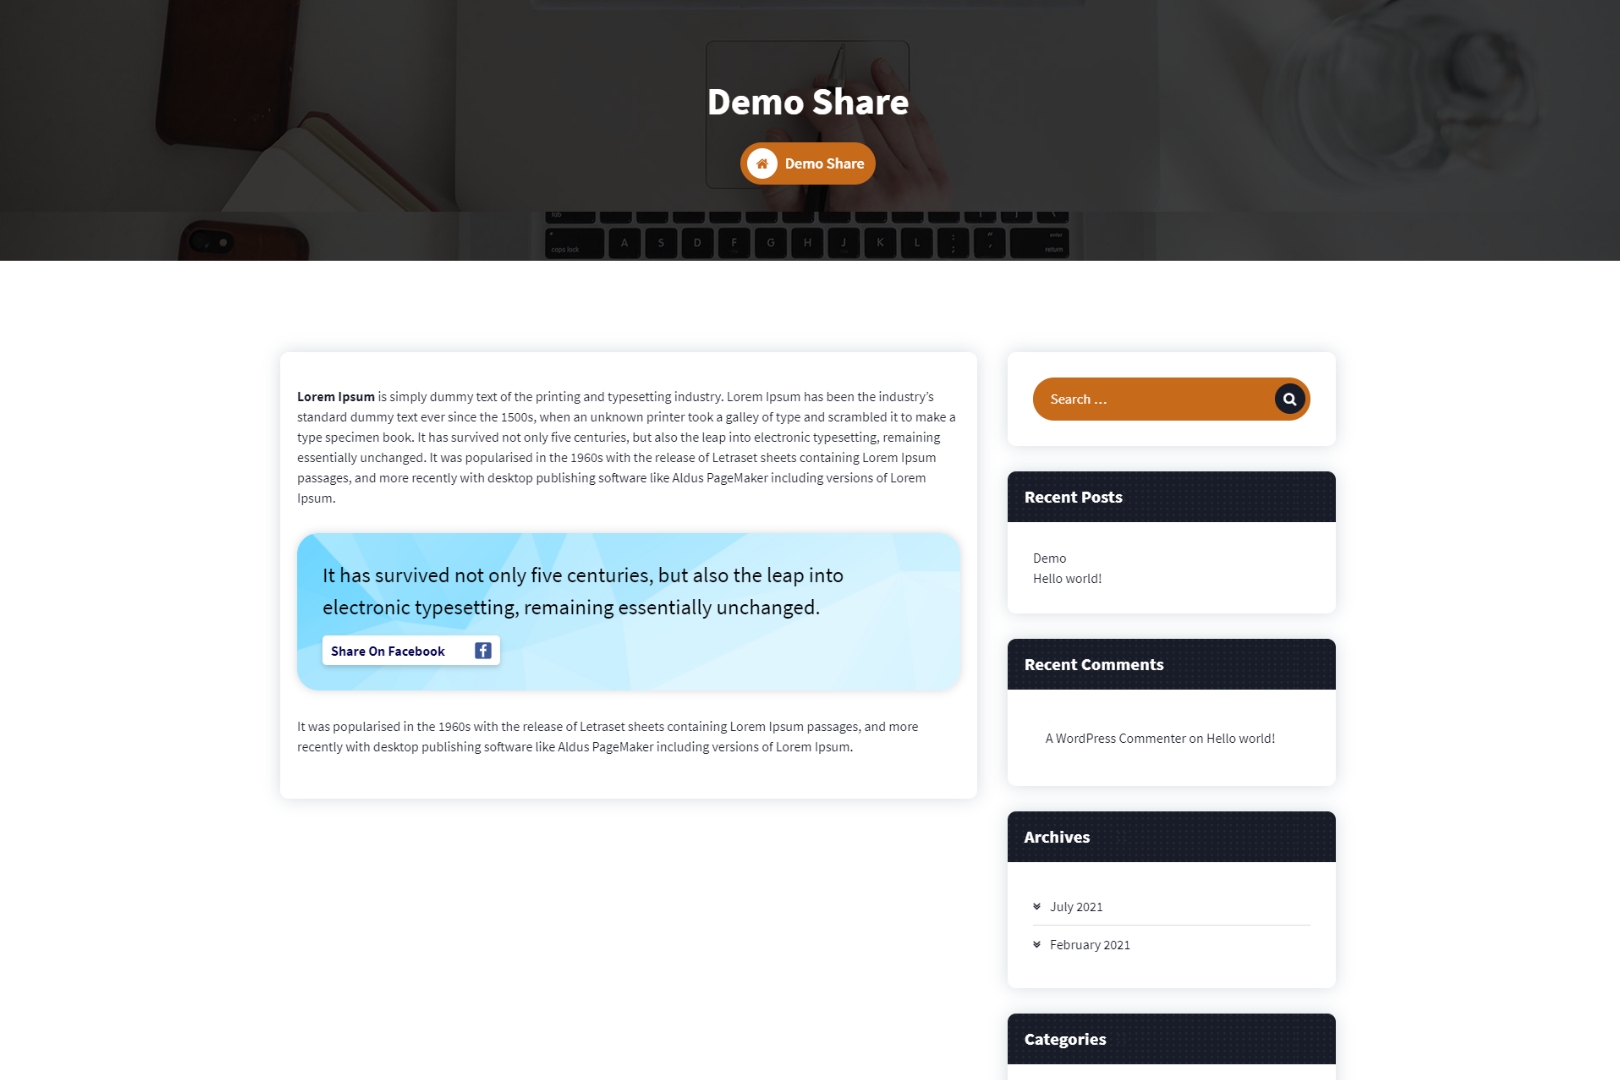 Demo Share
Demo Share
tab
caps lock A S D F G H J K L ; ' return
Lorem Ipsum is simply dummy text of the printing and typesetting industry. Lorem Ipsum has been the industry’s
standard dummy text ever since the 1500s, when an unknown printer took a galley of type and scrambled it to make a
type specimen book. It has survived not only five centuries, but also the leap into electronic typesetting, remaining
essentially unchanged. It was popularised in the 1960s with the release of Letraset sheets containing Lorem Ipsum
passages, and more recently with desktop publishing software like Aldus PageMaker including versions of Lorem
Ipsum.
It has survived not only five centuries, but also the leap into
electronic typesetting, remaining essentially unchanged.
Share On Facebook
It was popularised in the 1960s with the release of Letraset sheets containing Lorem Ipsum passages, and more
recently with desktop publishing software like Aldus PageMaker including versions of Lorem Ipsum.
Search …
Recent Posts
Demo
Hello world!
Recent Comments
A WordPress Commenter on Hello world!
Archives
July 2021
February 2021
Categories